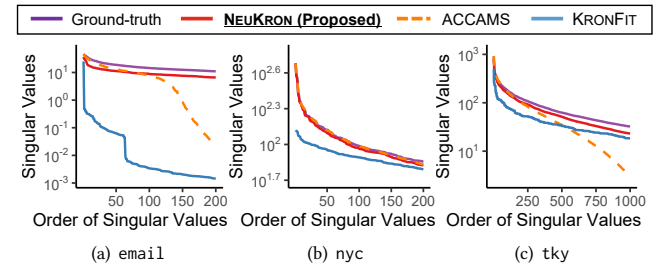 Ground-truth NEUKRON (Proposed) ACCAMS KRONFIT
Singular Values
10^1
10^0
10^-1
10^-2
10^-3
50 100 150 200
Order of Singular Values
(a) email
Singular Values
10^2.6
10^2.3
10^2
10^1.7
50 100 150 200
Order of Singular Values
(b) nyc
Singular Values
10^3
10^2
10^1
250 500 750 1000
Order of Singular Values
(c) tky